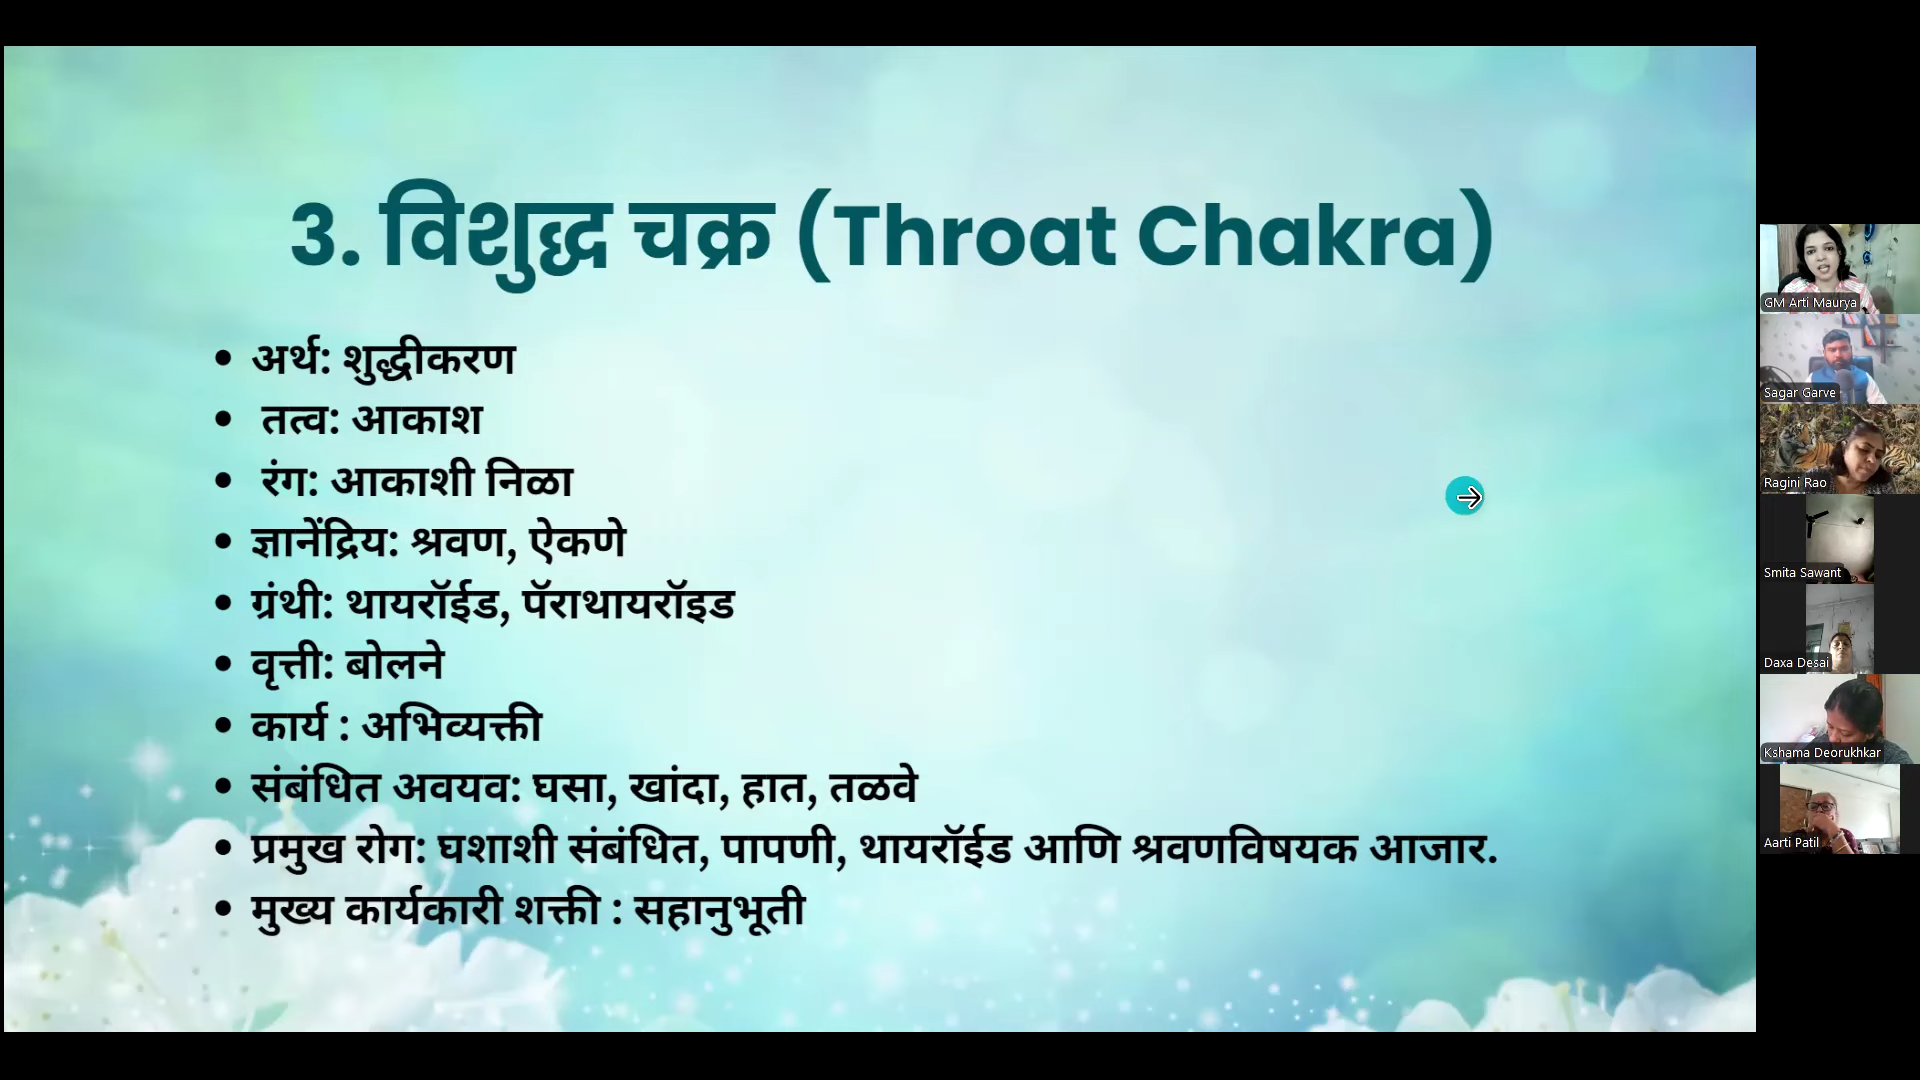 3. विशुद्ध चक्र (Throat Chakra)
• अर्थ: शुद्धीकरण
• तत्व: आकाश
• रंग: आकाशी निळा
• ज्ञानेंद्रिय: श्रवण, ऐकणे
• ग्रंथी: थायरॉईड, पॅराथायरॉइड
• वृत्ती: बोलने
• कार्य : अभिव्यक्ती
• संबंधित अवयव: घसा, खांदा, हात, तळवे
• प्रमुख रोग: घशाशी संबंधित, पापणी, थायरॉईड आणि श्रवणविषयक आजार.
• मुख्य कार्यकारी शक्ती : सहानुभूती
GM Arti Maurya
Sagar Garve
Ragini Rao
Smita Sawant
Daxa Desai
Kshama Deorukhkar
Aarti Patil